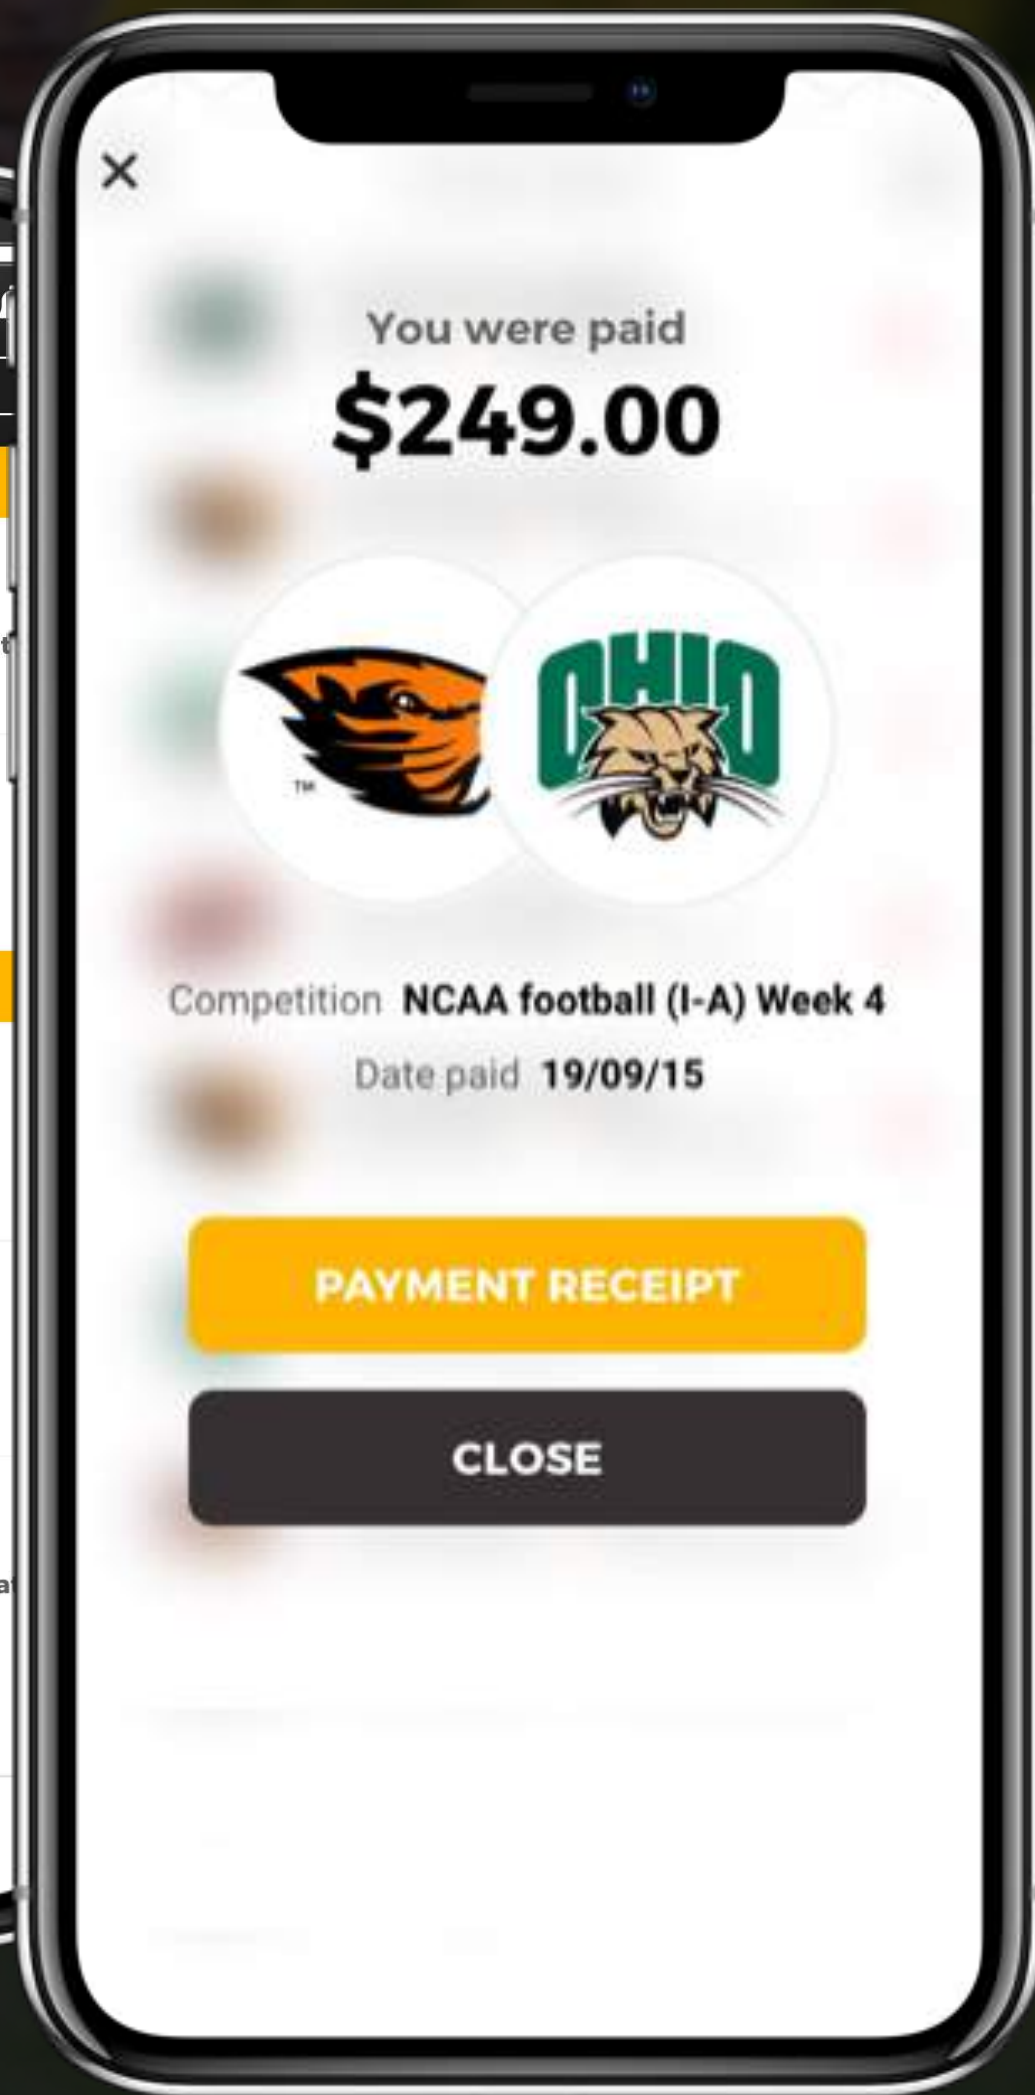 You were paid
$249.00
TM
OHIO
Competition NCAA football (I-A) Week 4
Date paid 19/09/15
PAYMENT RECEIPT
CLOSE